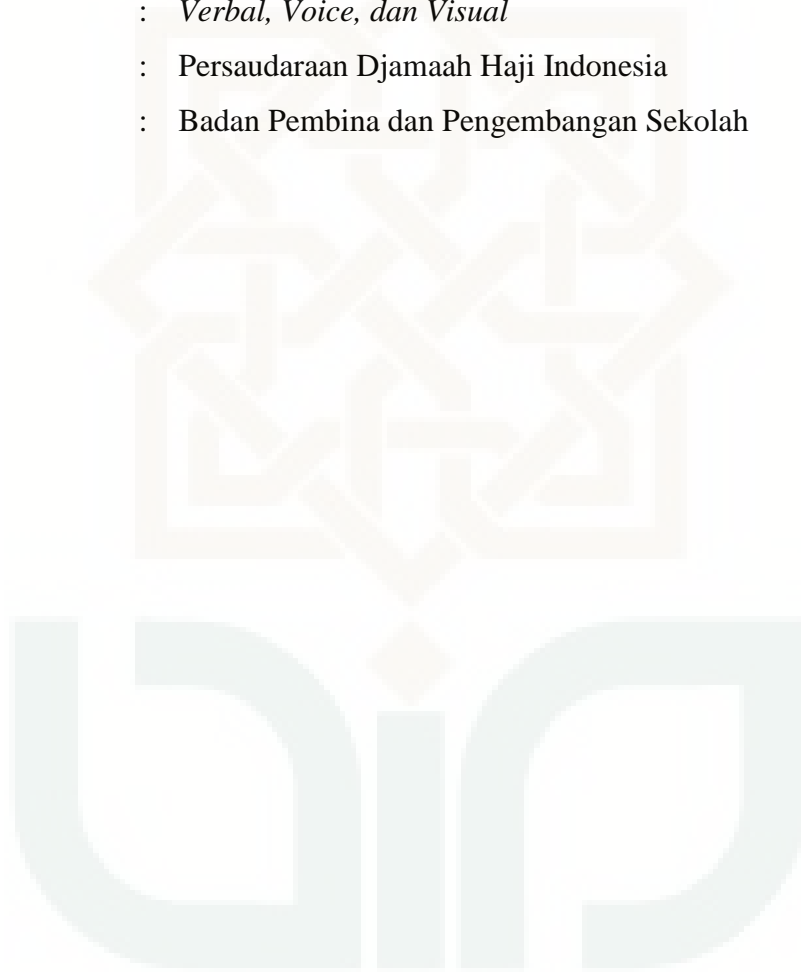 : Verbal, Voice, dan Visual
: Persaudaraan Djamaah Haji Indonesia
: Badan Pembina dan Pengembangan Sekolah